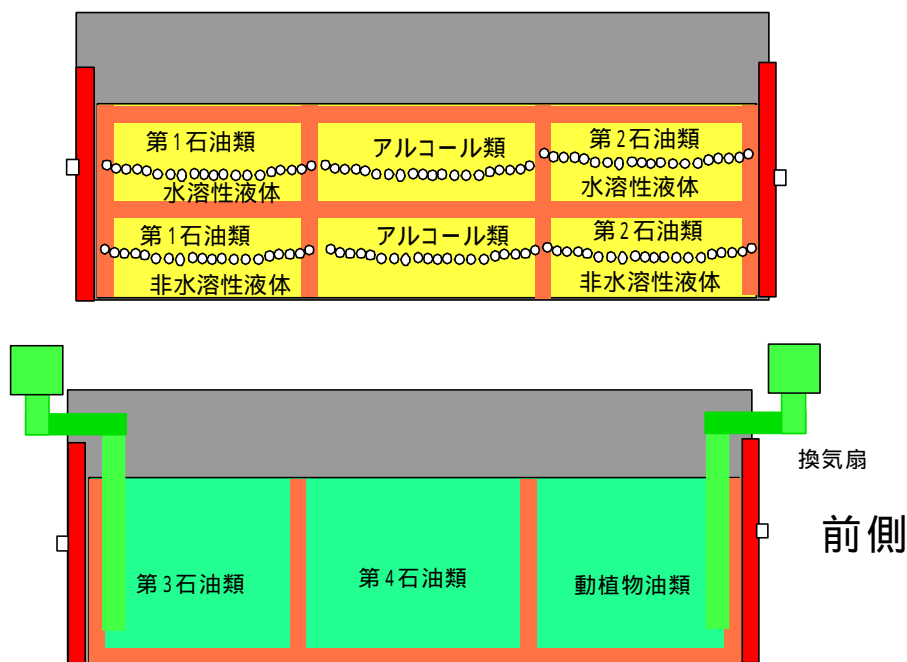 第1石油類
アルコール類
第2石油類
水溶性液体
水溶性液体
第1石油類
アルコール類
第2石油類
非水溶性液体
非水溶性液体
換気扇
前側
第3石油類
第4石油類
動植物油類